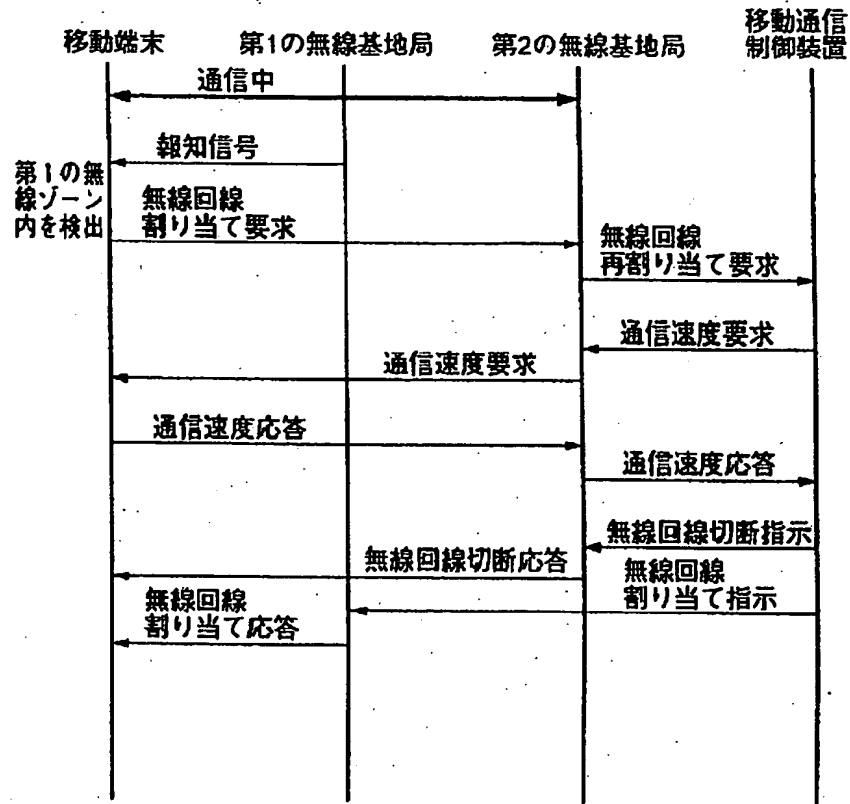 移動端末
第1の無線基地局
第2の無線基地局
移動通信
制御装置
通信中
報知信号
第1の無
線ゾーン
内を検出
無線回線
割り当て要求
無線回線
再割り当て要求
通信速度要求
通信速度要求
通信速度応答
通信速度応答
無線回線切断指示
無線回線切断応答
無線回線
割り当て指示
無線回線
割り当て応答